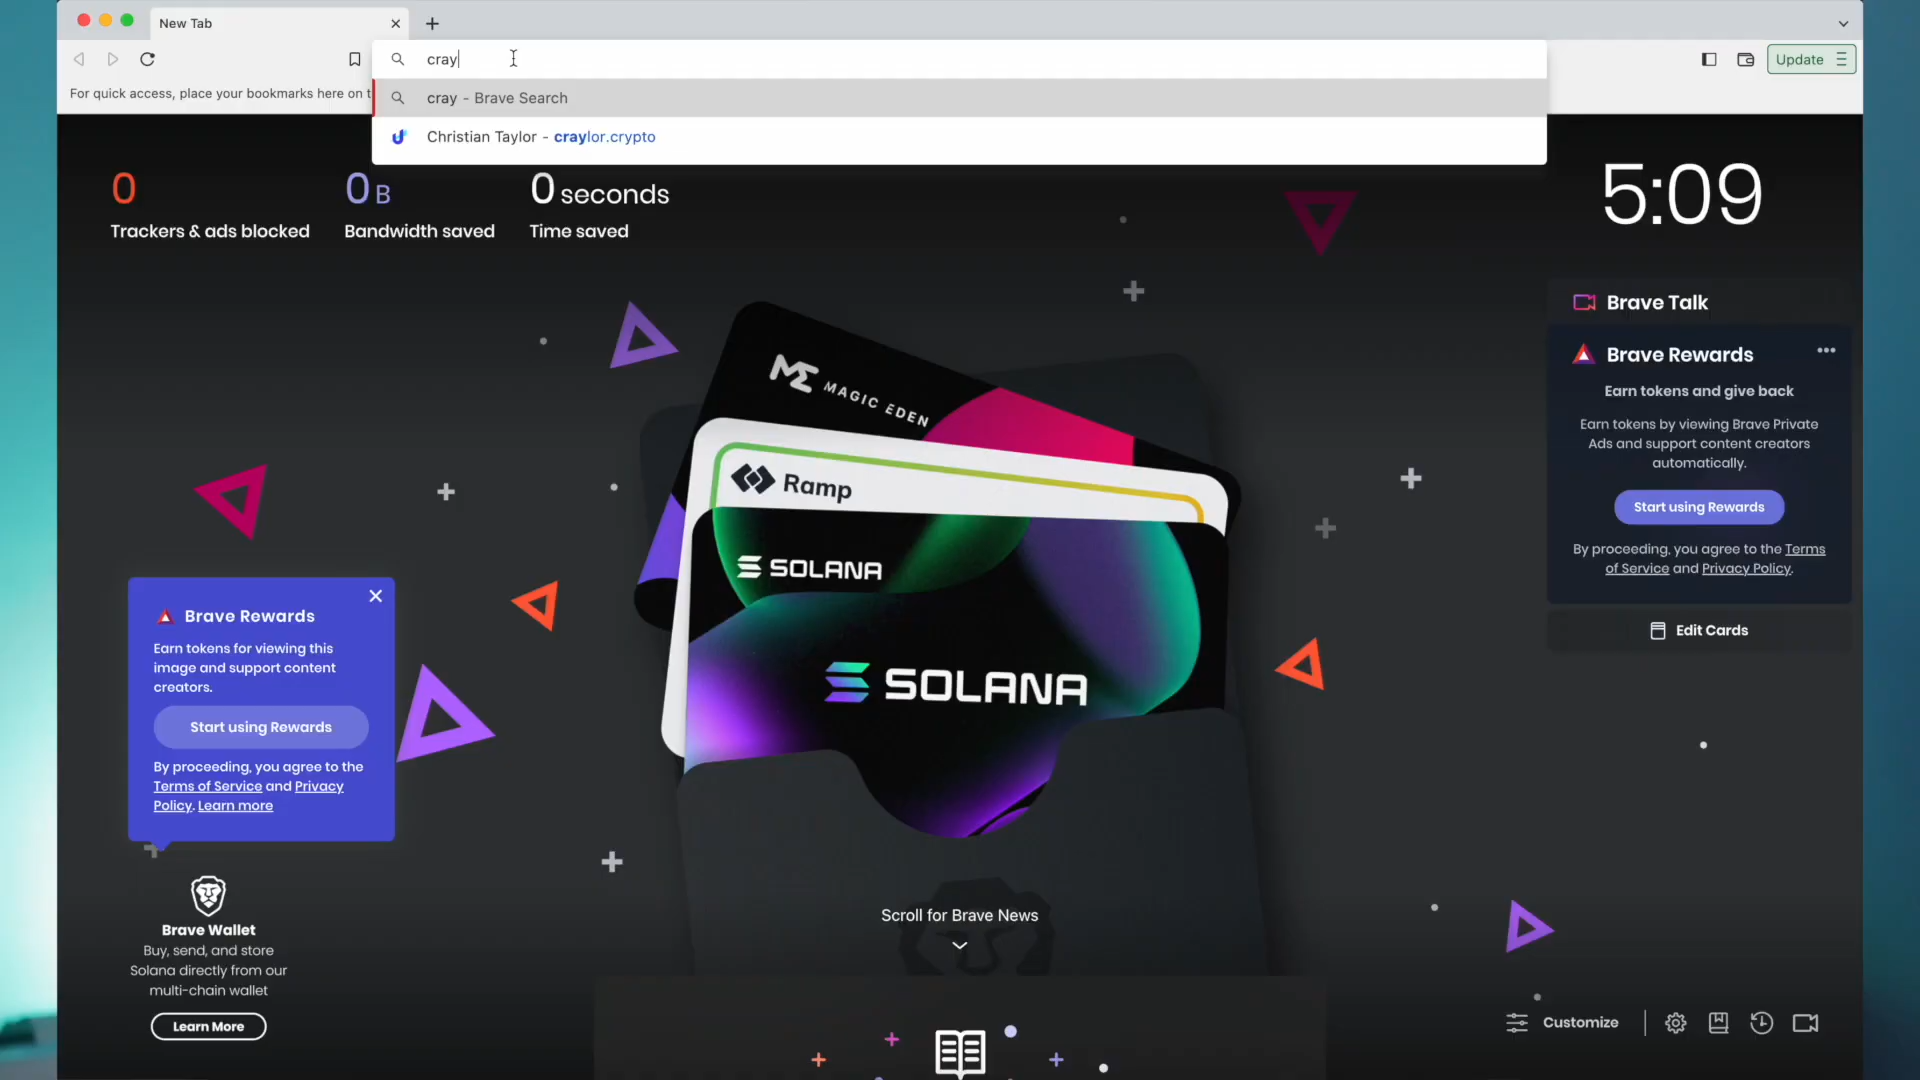 New Tab
cray
For quick access, place your bookmarks here on t
cray - Brave Search
Christian Taylor - craylor.crypto
Update
0
Trackers & ads blocked
0 B
Bandwidth saved
0 seconds
Time saved
5:09
Brave Talk
Brave Rewards
Earn tokens and give back
Earn tokens by viewing Brave Private
Ads and support content creators
automatically.
Start using Rewards
By proceeding, you agree to the Terms
of Service and Privacy Policy.
Edit Cards
ME MAGIC EDEN
Ramp
SOLANA
SOLANA
Brave Rewards
Earn tokens for viewing this
image and support content
creators.
Start using Rewards
By proceeding, you agree to the
Terms of Service and Privacy
Policy. Learn more
Brave Wallet
Buy, send, and store
Solana directly from our
multi-chain wallet
Learn More
Scroll for Brave News
Customize